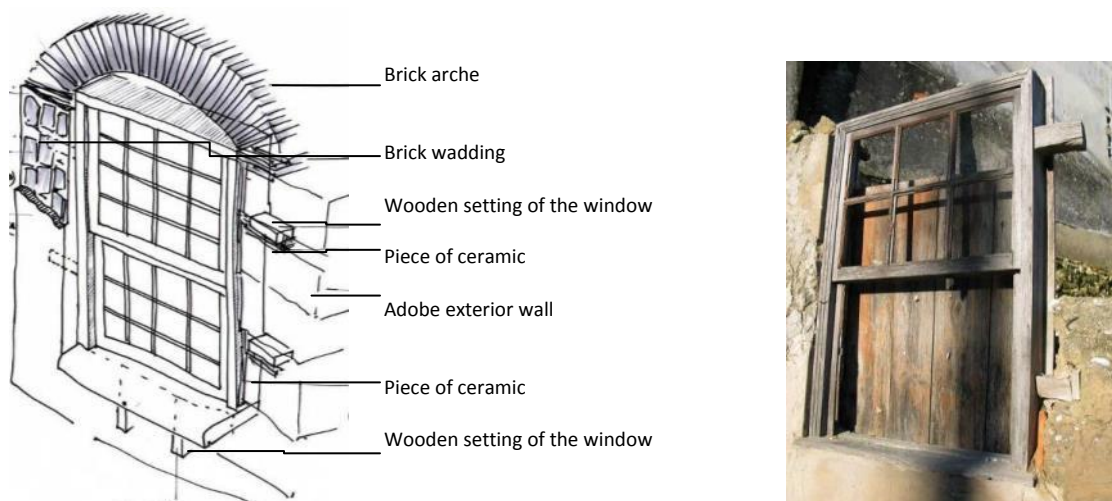 Brick arche
Brick wadding
Wooden setting of the window
Piece of ceramic
Adobe exterior wall
Piece of ceramic
Wooden setting of the window